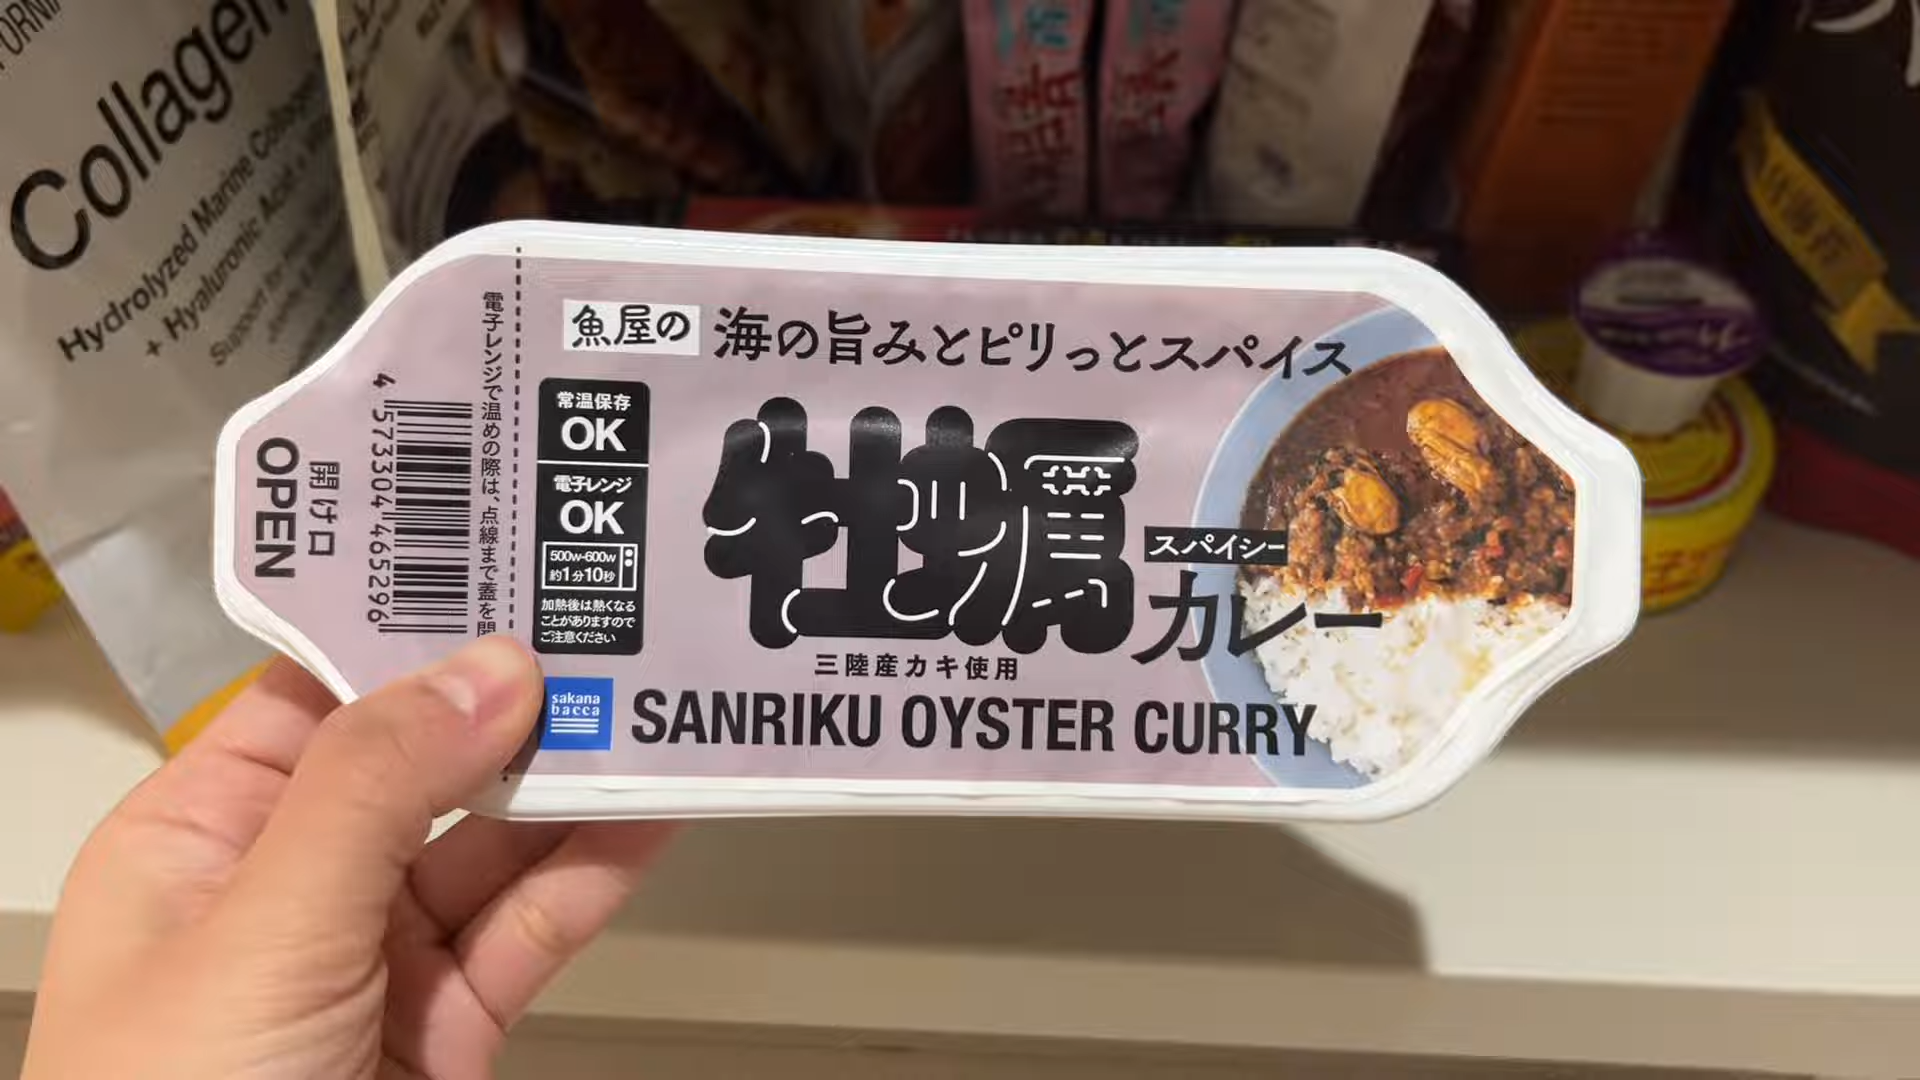 Collagen
Hydrolyzed Marine Collagen
+ Hyaluronic Acid +
魚屋の 海の旨みとピリっとスパイス
常温保存
OK
電子レンジ
OK
500w-600w
約1分10秒
加熱後は熱くなる
ことがありますので
ご注意ください
牡蠣
スパイシー
カレー
三陸産カキ使用
sakana
bacca
SANRIKU OYSTER CURRY
電子レンジで温めの際は、点線まで蓋を開
4 573304 465296
開け口
OPEN